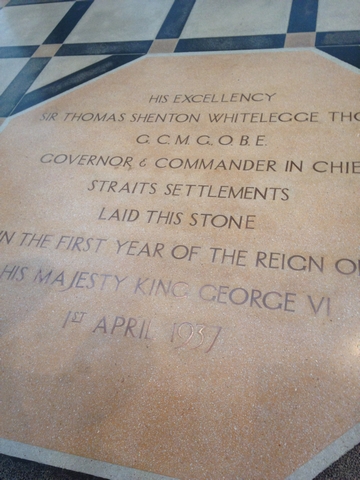 HIS EXCELLENCY
SIR THOMAS SHENTON WHITELEGGE THO
G.C.M.G.O.B.E.
GOVERNOR & COMMANDER IN CHIE
STRAITS SETTLEMENTS
LAID THIS STONE
IN THE FIRST YEAR OF THE REIGN O
HIS MAJESTY KING GEORGE VI
1ST APRIL 1937